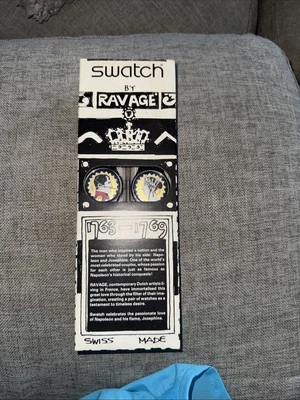 swatch
BY
RAVAGE
1763 - 1769
The man who inspired a nation and the
woman who stood by his side: Napo-
leon and Josephine. One of the world's
most celebrated couples, whose passion
for each other is just as famous as
Napoleon's historical conquests!
RAVAGE, contemporary Dutch artists li-
ving in France, have immortalised this
great love through the filter of their ima-
gination, creating a pair of watches as a
testament to timeless desire.
Swatch celebrates the passionate love
of Napoleon and his flame, Josephine.
SWISS MADE